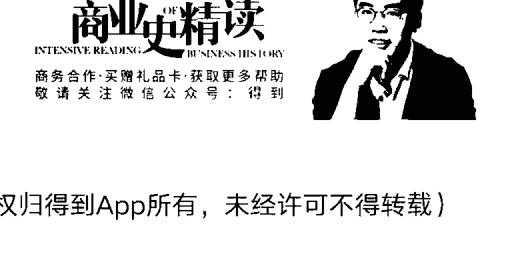 OF
商业史精读
INTENSIVE READING BUSINESS HISTORY
商务合作·买赠礼品卡·获取更多帮助
敬请关注微信公众号：得到
权归得到App所有，未经许可不得转载）